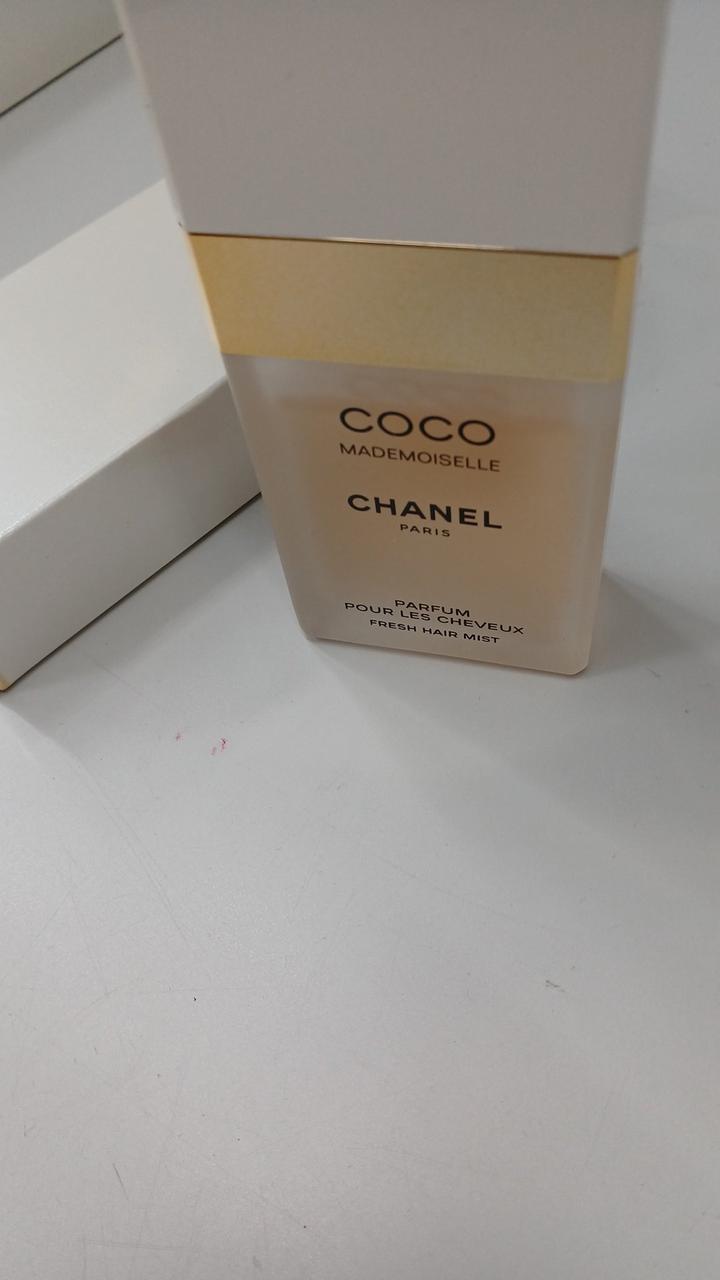 COCO
MADEMOISELLE
CHANEL
PARIS
PARFUM
POUR LES CHEVEUX
FRESH HAIR MIST